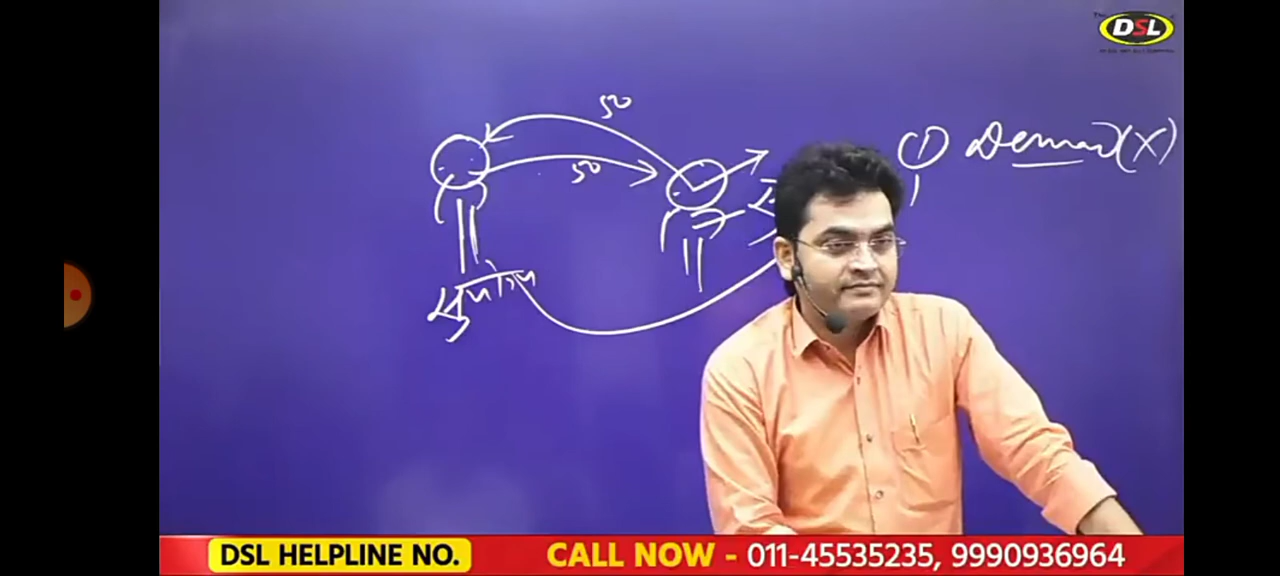 DSL
50
50
① Demand (X)
सुयोग्य
DSL HELPLINE NO. CALL NOW - 011-45535235, 9990936964